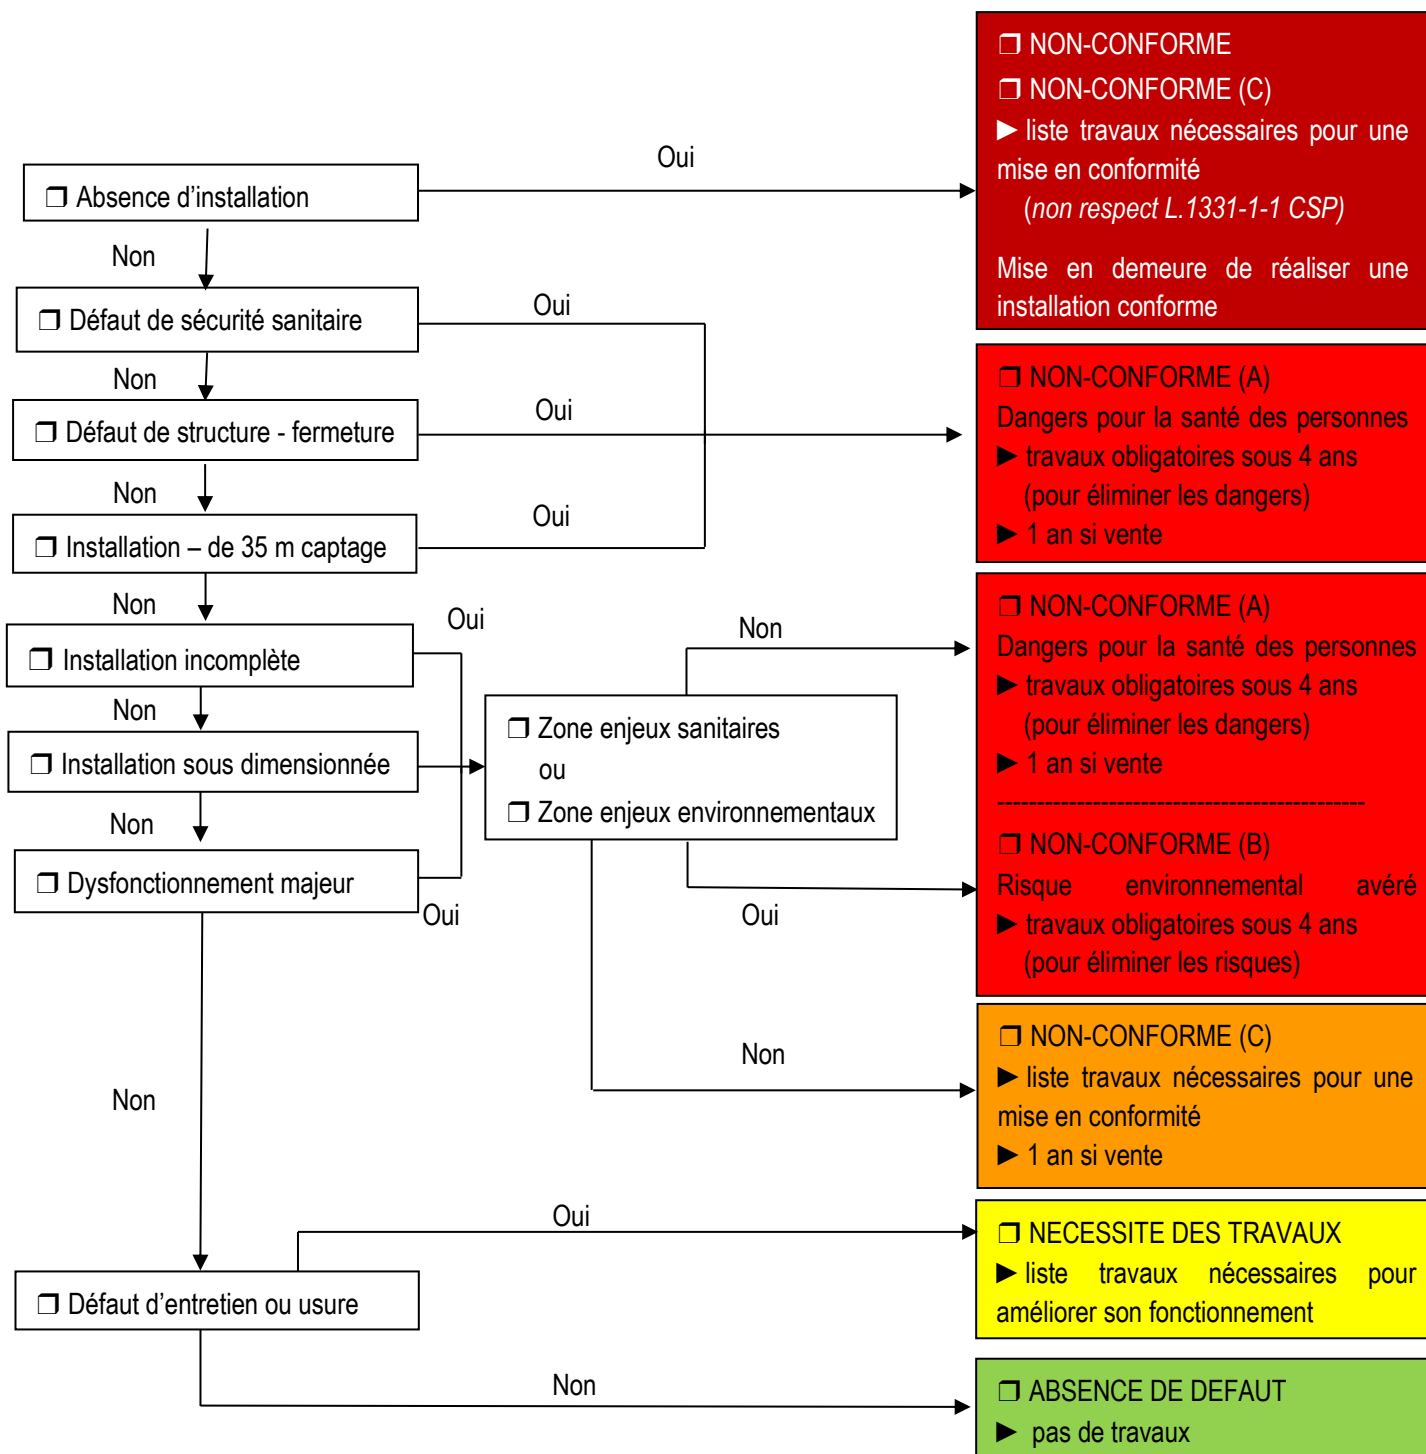 ❒ NON-CONFORME
❒ NON-CONFORME (C)
► liste travaux nécessaires pour une
mise en conformité
(non respect L.1331-1-1 CSP)
Mise en demeure de réaliser une
installation conforme
Oui
❒ Absence d’installation
Non
❒ Défaut de sécurité sanitaire
Oui
Non
❒ Défaut de structure - fermeture
Oui
❒ NON-CONFORME (A)
Dangers pour la santé des personnes
► travaux obligatoires sous 4 ans
(pour éliminer les dangers)
► 1 an si vente
Non
❒ Installation – de 35 m captage
Oui
Non
❒ Installation incomplète
Oui
Non
❒ Installation sous dimensionnée
Non
❒ Dysfonctionnement majeur
Oui
❒ Zone enjeux sanitaires
ou
❒ Zone enjeux environnementaux
Non
❒ NON-CONFORME (A)
Dangers pour la santé des personnes
► travaux obligatoires sous 4 ans
(pour éliminer les dangers)
► 1 an si vente
----------------------------------------------
❒ NON-CONFORME (B)
Risque environnemental avéré
► travaux obligatoires sous 4 ans
(pour éliminer les risques)
Oui
Non
❒ NON-CONFORME (C)
► liste travaux nécessaires pour une
mise en conformité
► 1 an si vente
Non
❒ Défaut d’entretien ou usure
Oui
❒ NECESSITE DES TRAVAUX
► liste travaux nécessaires pour
améliorer son fonctionnement
Non
❒ ABSENCE DE DEFAUT
► pas de travaux